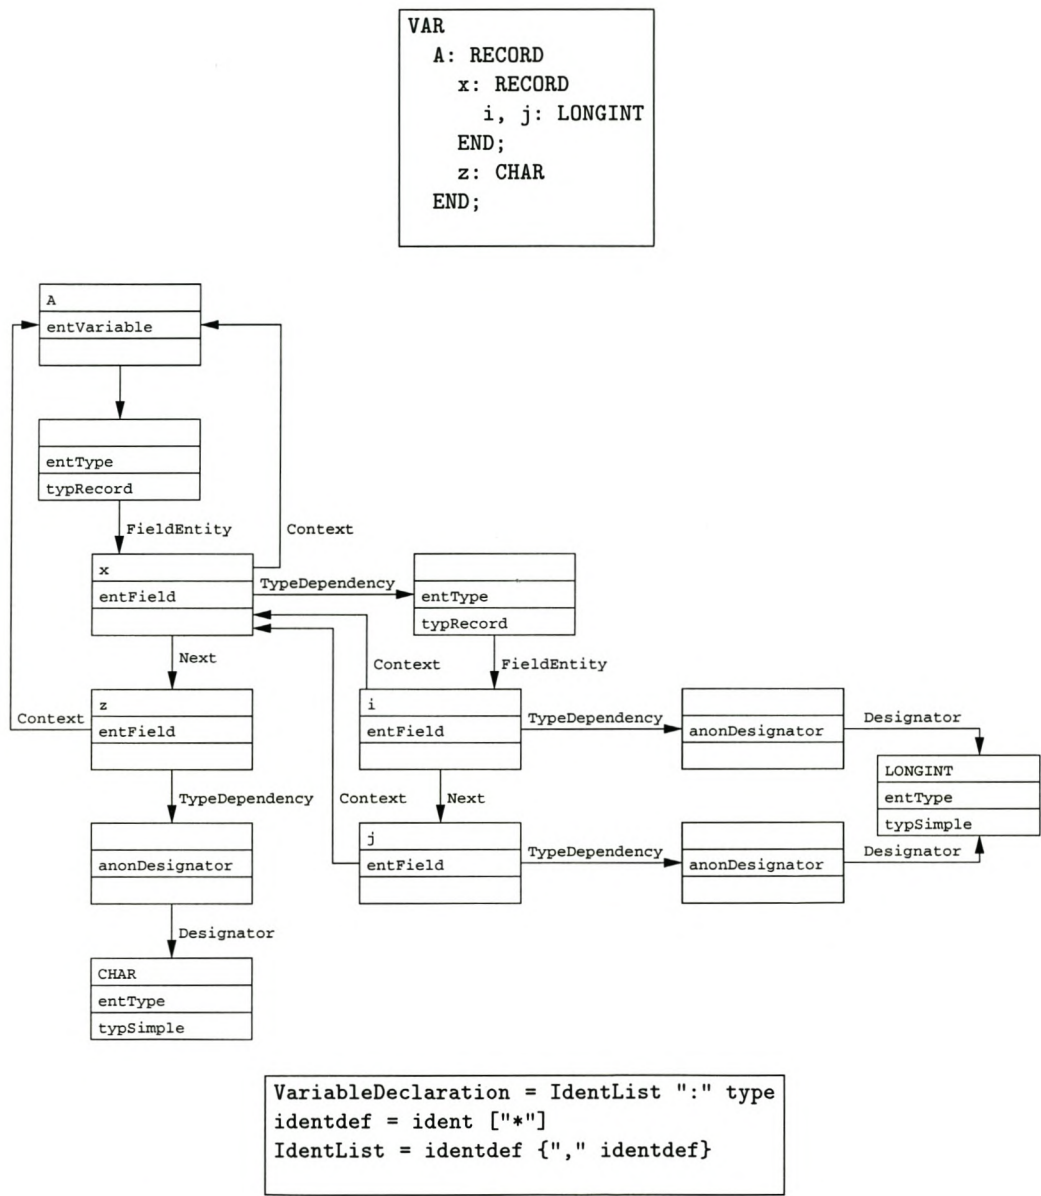 VAR
A: RECORD
x: RECORD
i, j: LONGINT
END;
z: CHAR
END;
A
entVariable
entType
typRecord
FieldEntity
Context
x
entField
TypeDependency
entType
typRecord
Next
Context
FieldEntity
z
entField
Context
i
entField
TypeDependency
anonDesignator
Designator
LONGINT
entType
typSimple
TypeDependency
Context
Next
anonDesignator
j
entField
TypeDependency
anonDesignator
Designator
Designator
CHAR
entType
typSimple
VariableDeclaration = IdentList ":" type
identdef = ident ["*"]
IdentList = identdef {"," identdef}